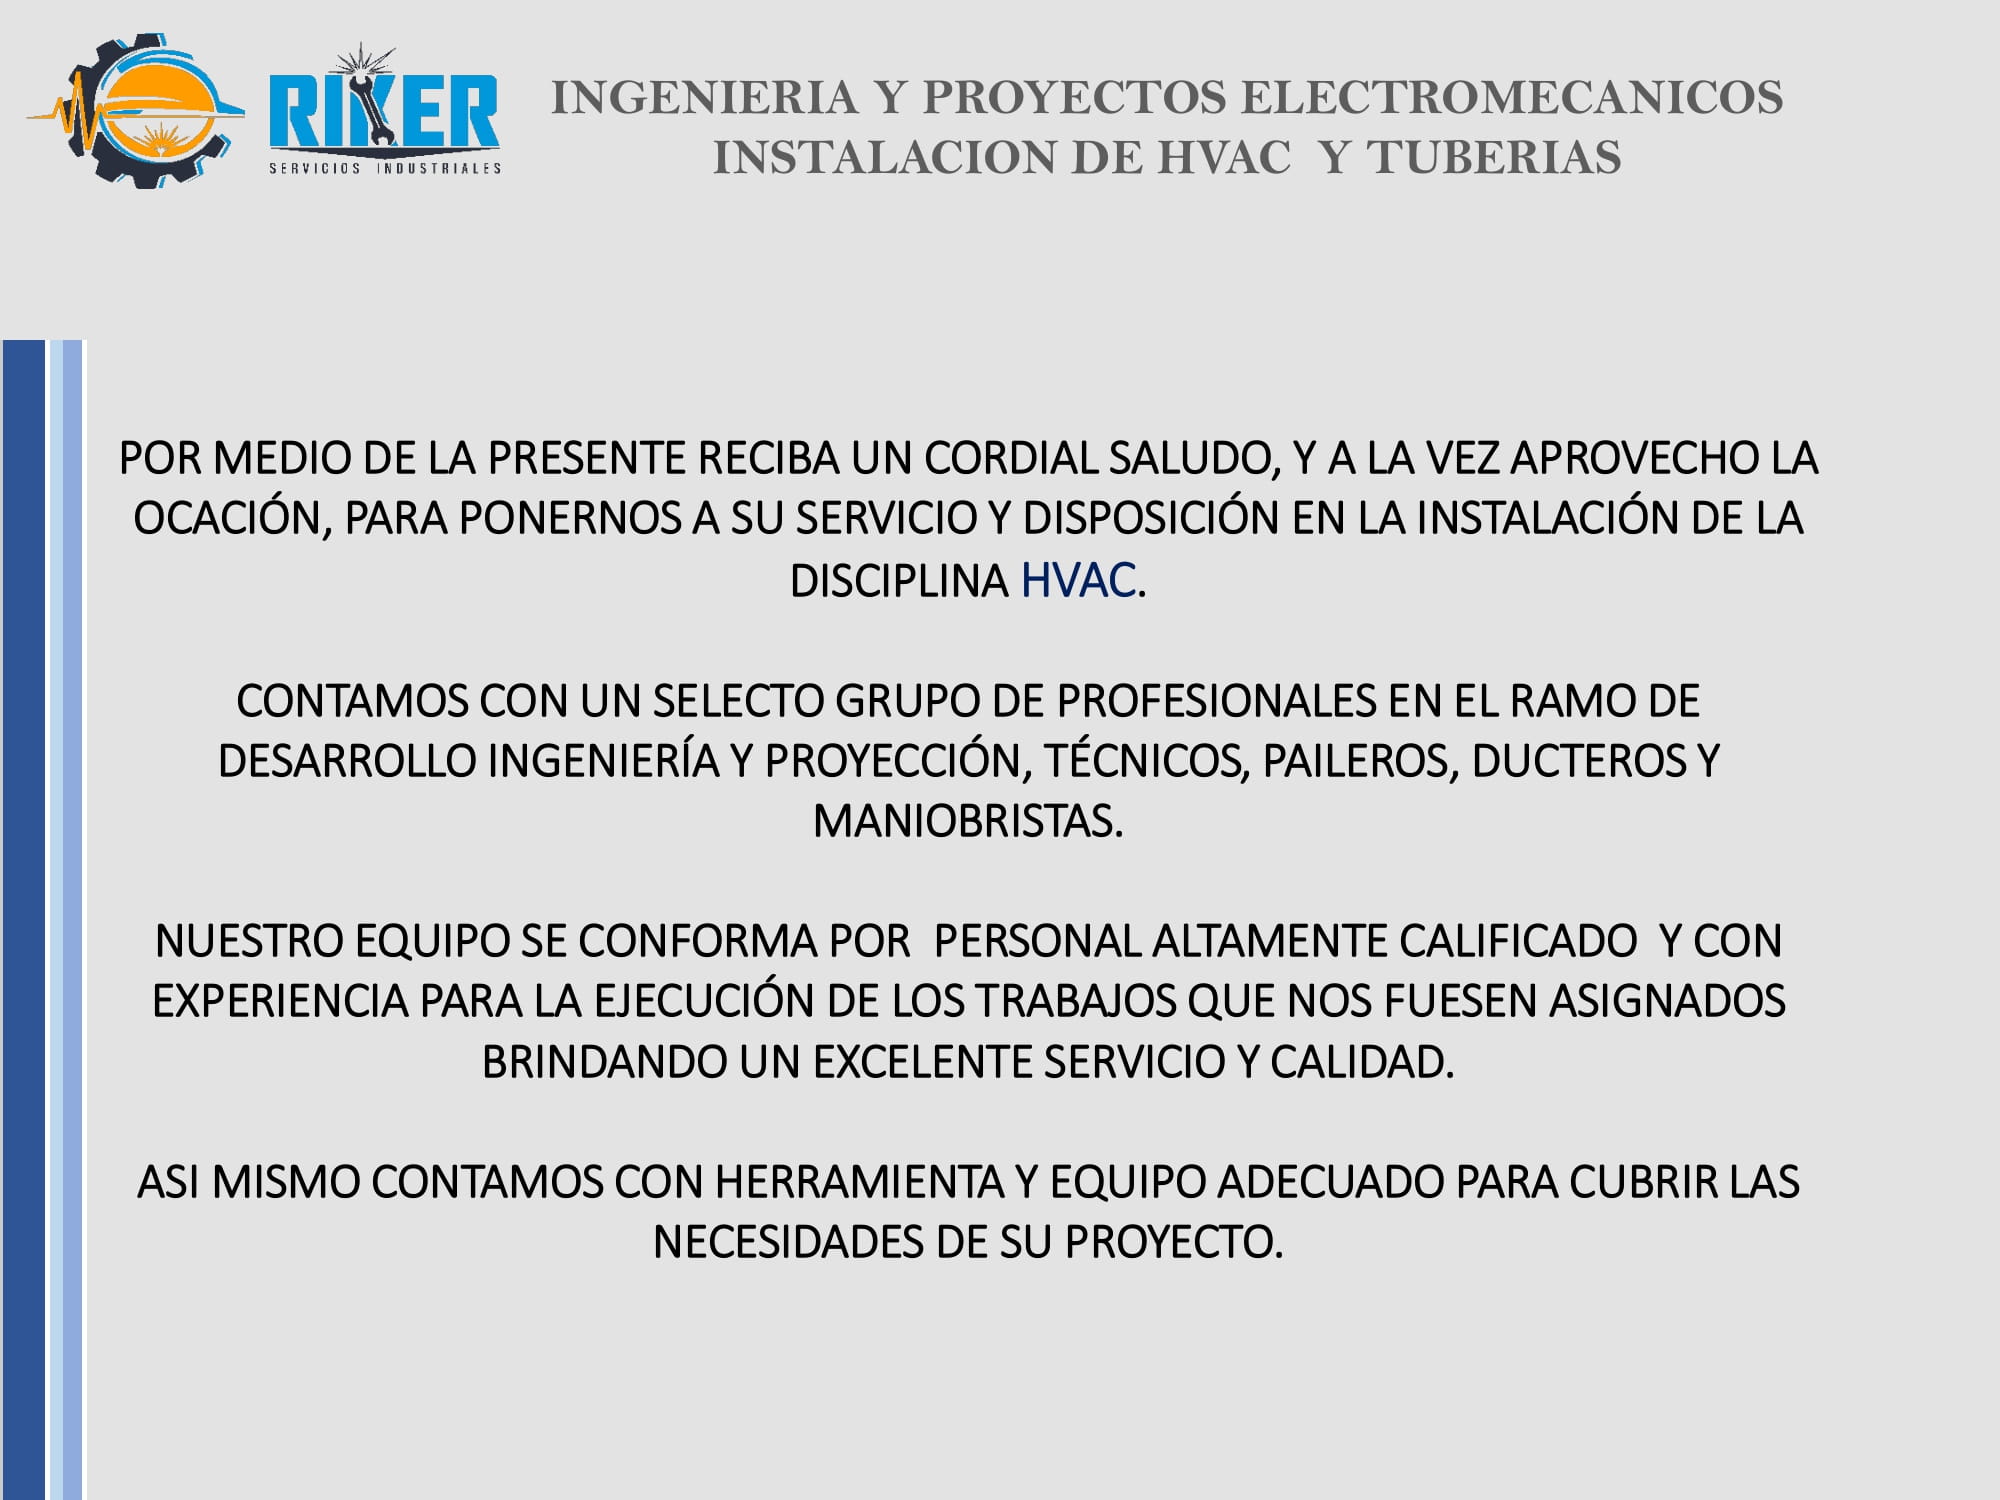 RIKER
SERVICIOS INDUSTRIALES
INGENIERIA Y PROYECTOS ELECTROMECANICOS
INSTALACION DE HVAC Y TUBERIAS
POR MEDIO DE LA PRESENTE RECIBA UN CORDIAL SALUDO, Y A LA VEZ APROVECHO LA
OCACIÓN, PARA PONERNOS A SU SERVICIO Y DISPOSICIÓN EN LA INSTALACIÓN DE LA
DISCIPLINA HVAC.
CONTAMOS CON UN SELECTO GRUPO DE PROFESIONALES EN EL RAMO DE
DESARROLLO INGENIERÍA Y PROYECCIÓN, TÉCNICOS, PAILEROS, DUCTEROS Y
MANIOBRISTAS.
NUESTRO EQUIPO SE CONFORMA POR PERSONAL ALTAMENTE CALIFICADO Y CON
EXPERIENCIA PARA LA EJECUCIÓN DE LOS TRABAJOS QUE NOS FUESEN ASIGNADOS
BRINDANDO UN EXCELENTE SERVICIO Y CALIDAD.
ASI MISMO CONTAMOS CON HERRAMIENTA Y EQUIPO ADECUADO PARA CUBRIR LAS
NECESIDADES DE SU PROYECTO.